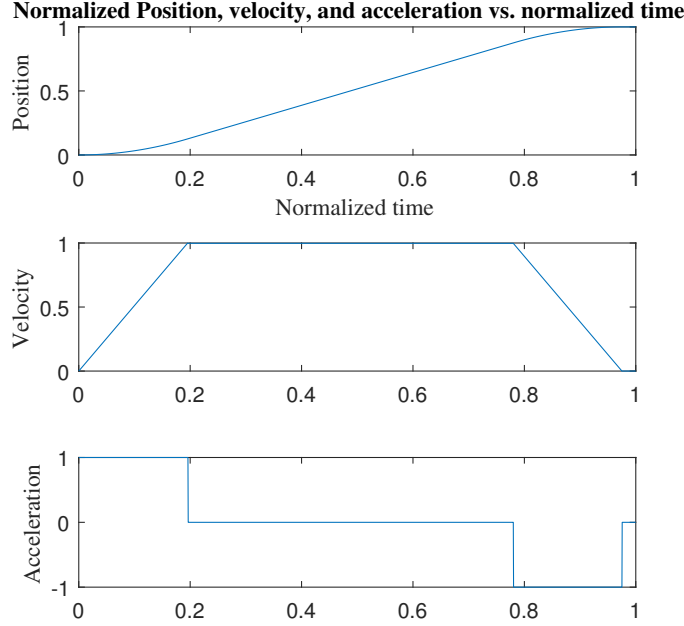 Normalized Position, velocity, and acceleration vs. normalized time
1
0.5
0
Position
0 0.2 0.4 0.6 0.8 1
Normalized time
1
0.5
0
Velocity
0 0.2 0.4 0.6 0.8 1
1
0
-1
Acceleration
0 0.2 0.4 0.6 0.8 1